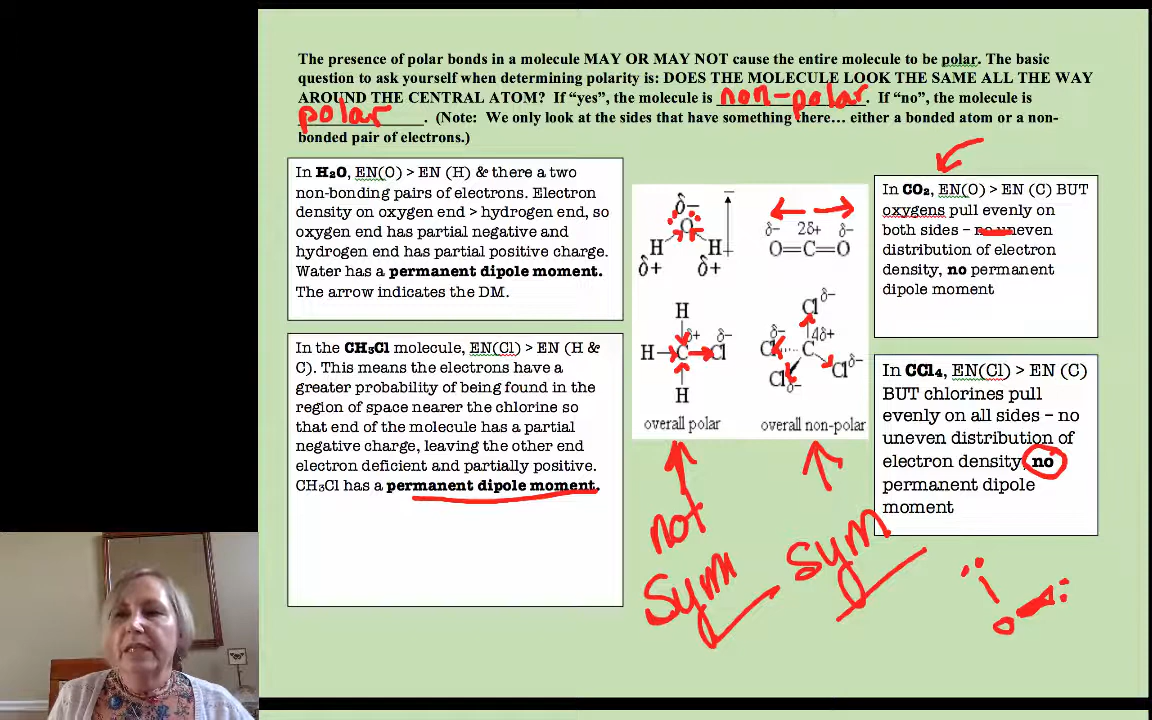 The presence of polar bonds in a molecule MAY OR MAY NOT cause the entire molecule to be polar. The basic
question to ask yourself when determining polarity is: DOES THE MOLECULE LOOK THE SAME ALL THE WAY
AROUND THE CENTRAL ATOM? If “yes”, the molecule is non-polar. If “no”, the molecule is
polar. (Note: We only look at the sides that have something there… either a bonded atom or a non-
bonded pair of electrons.)
In H₂O, EN(O) > EN (H) & there a two
non-bonding pairs of electrons. Electron
density on oxygen end > hydrogen end, so
oxygen end has partial negative and
hydrogen end has partial positive charge.
Water has a permanent dipole moment.
The arrow indicates the DM.
In the CH₃Cl molecule, EN(Cl) > EN (H &
C). This means the electrons have a
greater probability of being found in the
region of space nearer the chlorine so
that end of the molecule has a partial
negative charge, leaving the other end
electron deficient and partially positive.
CH₃Cl has a permanent dipole moment.
δ−
O
H H
δ+ δ+
H
δ+ δ−
H C Cl
H
overall polar
δ− 2δ+ δ−
O=C=O
Cl δ−
δ− 4δ+
Cl C
Cl δ− Cl δ−
overall non-polar
In CO₂, EN(O) > EN (C) BUT
oxygens pull evenly on
both sides – no uneven
distribution of electron
density, no permanent
dipole moment
In CCl₄, EN(Cl) > EN (C)
BUT chlorines pull
evenly on all sides – no
uneven distribution of
electron density, no
permanent dipole
moment
not
sym
sym